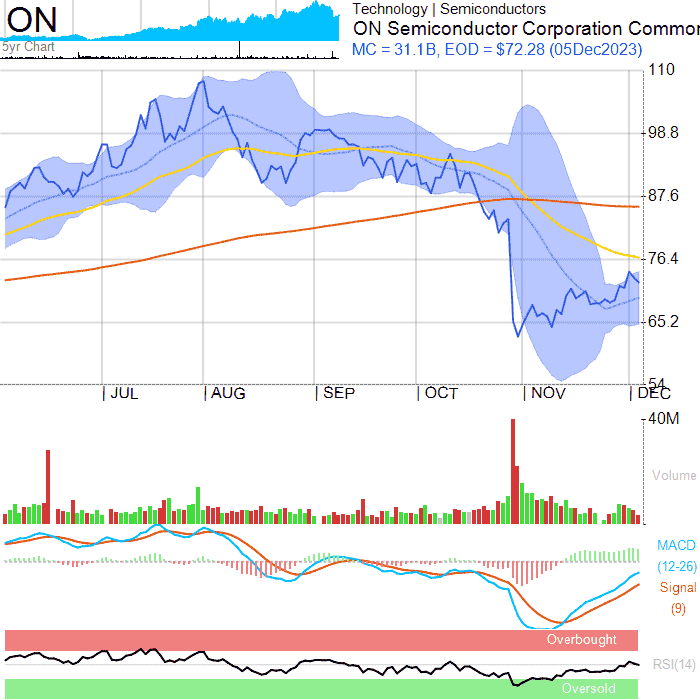 ON
5yr Chart
Technology | Semiconductors
ON Semiconductor Corporation Common
MC = 31.1B, EOD = $72.28 (05Dec2023)
110
98.8
87.6
76.4
65.2
54
JUL AUG SEP OCT NOV DEC
40M
Volume
MACD
(12-26)
Signal
(9)
Overbought
RSI(14)
Oversold